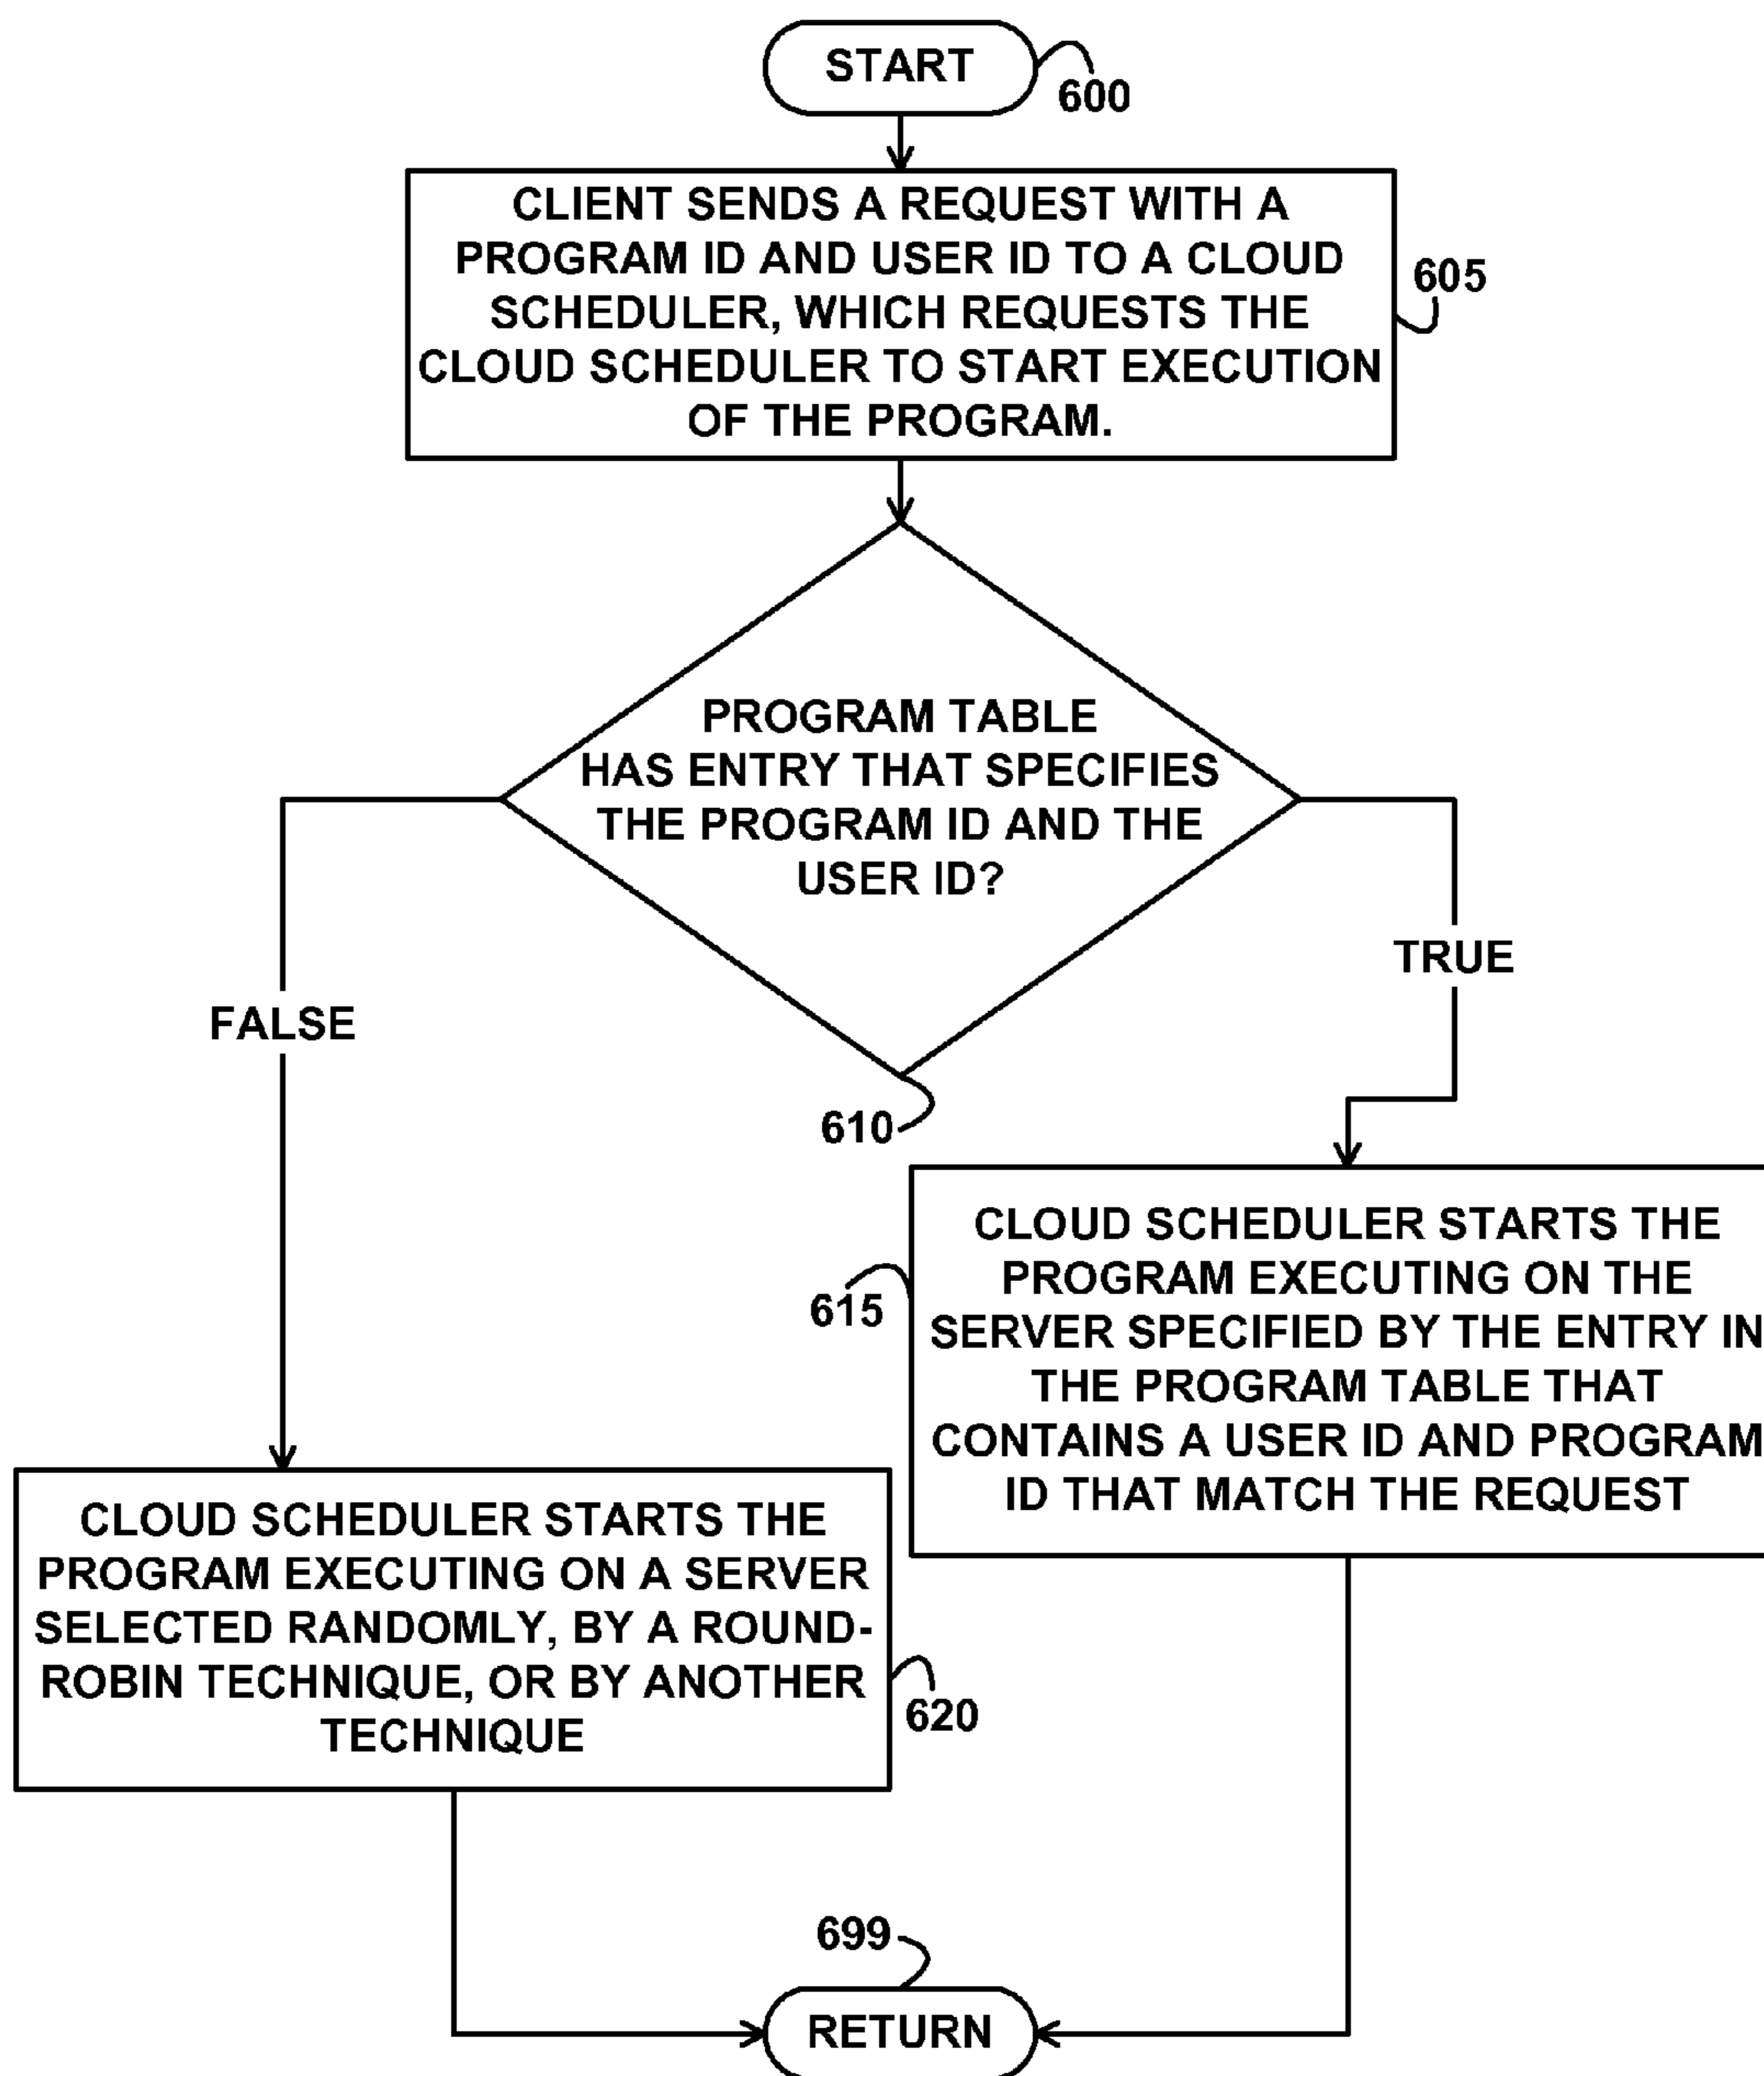 START
600
CLIENT SENDS A REQUEST WITH A
PROGRAM ID AND USER ID TO A CLOUD
SCHEDULER, WHICH REQUESTS THE
CLOUD SCHEDULER TO START EXECUTION
OF THE PROGRAM.
605
PROGRAM TABLE
HAS ENTRY THAT SPECIFIES
THE PROGRAM ID AND THE
USER ID?
610
TRUE
FALSE
CLOUD SCHEDULER STARTS THE
PROGRAM EXECUTING ON THE
SERVER SPECIFIED BY THE ENTRY IN
THE PROGRAM TABLE THAT
CONTAINS A USER ID AND PROGRAM
ID THAT MATCH THE REQUEST
615
CLOUD SCHEDULER STARTS THE
PROGRAM EXECUTING ON A SERVER
SELECTED RANDOMLY, BY A ROUND-
ROBIN TECHNIQUE, OR BY ANOTHER
TECHNIQUE
620
699
RETURN